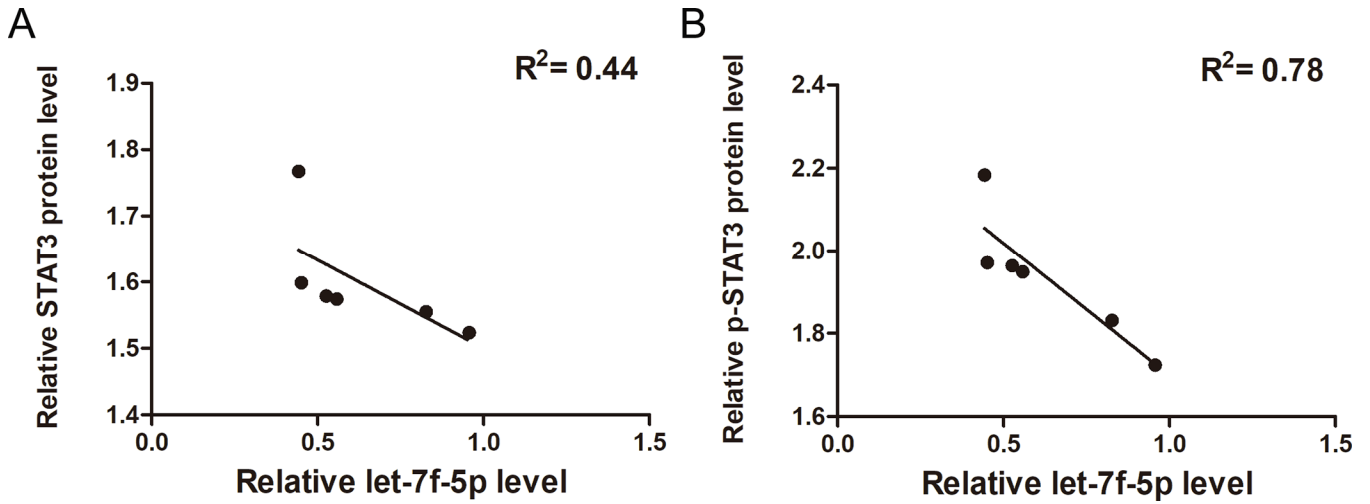 A
R²= 0.44
Relative STAT3 protein level
1.9
1.8
1.7
1.6
1.5
1.4
0.0 0.5 1.0 1.5
Relative let-7f-5p level
B
R²= 0.78
Relative p-STAT3 protein level
2.4
2.2
2.0
1.8
1.6
0.0 0.5 1.0 1.5
Relative let-7f-5p level